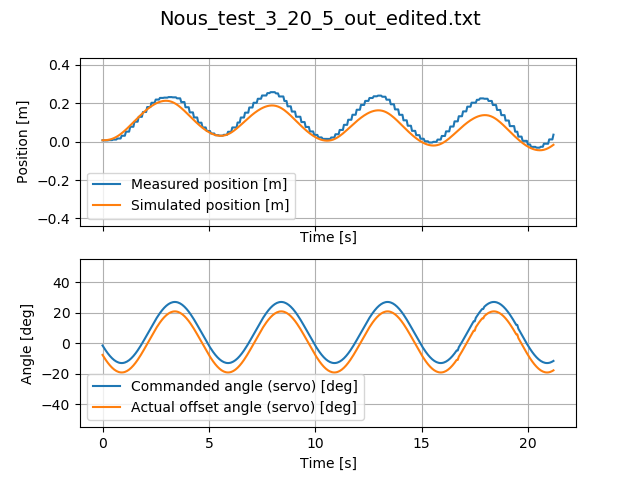 Nous_test_3_20_5_out_edited.txt
0.4
0.2
0.0
−0.2
−0.4
Position [m]
Measured position [m]
Simulated position [m]
Time [s]
40
20
0
−20
−40
Angle [deg]
Commanded angle (servo) [deg]
Actual offset angle (servo) [deg]
0 5 10 15 20
Time [s]